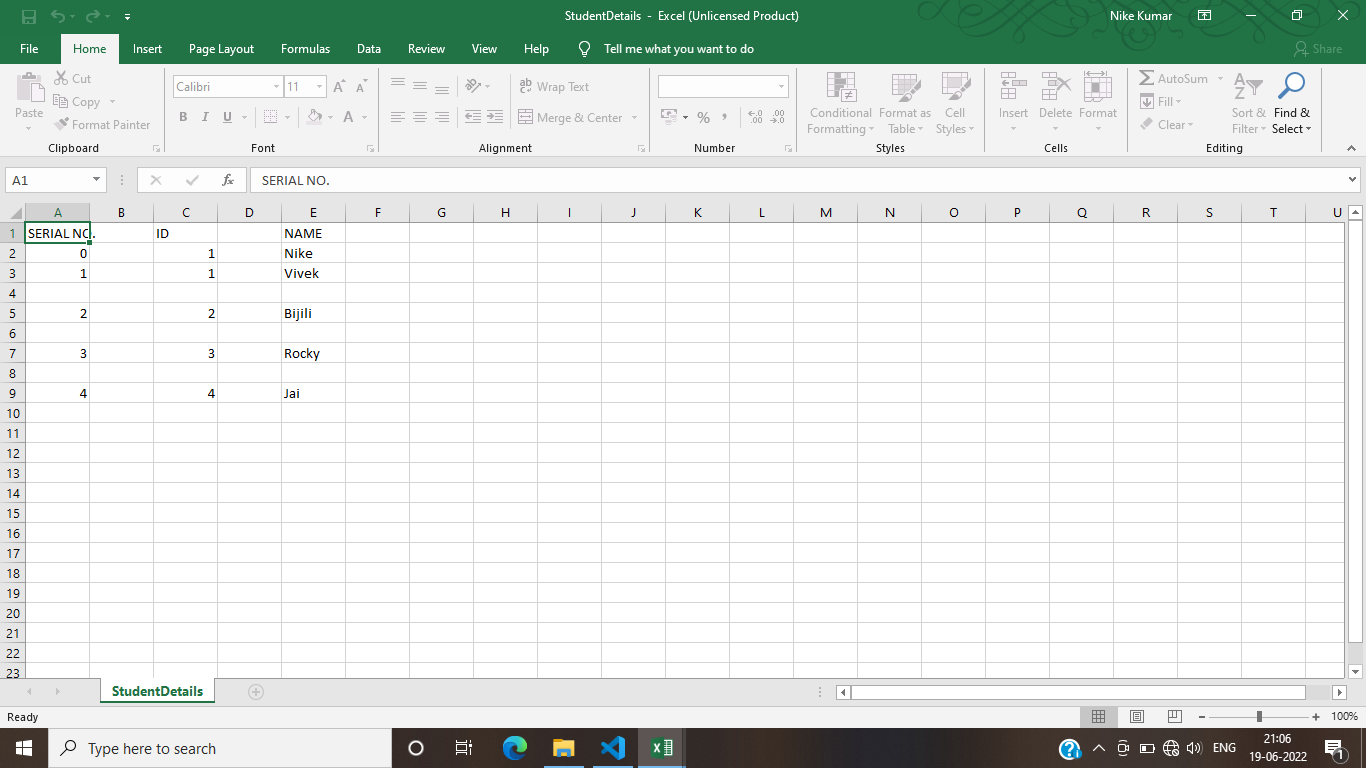 StudentDetails - Excel (Unlicensed Product)
Nike Kumar
File Home Insert Page Layout Formulas Data Review View Help Tell me what you want to do Share
Paste
Cut
Copy
Format Painter
Clipboard
Calibri 11
B I U A
Font
Wrap Text
Merge & Center
Alignment
%
Number
Conditional Formatting
Format as Table
Cell Styles
Styles
Insert Delete Format
Cells
AutoSum
Fill
Clear
Sort & Filter
Find & Select
Editing
A1 fx SERIAL NO.
A B C D E F G H I J K L M N O P Q R S T U
1 SERIAL NO. ID NAME
2 0 1 Nike
3 1 1 Vivek
4
5 2 2 Bijili
6
7 3 3 Rocky
8
9 4 4 Jai
10
11
12
13
14
15
16
17
18
19
20
21
22
23
StudentDetails
Ready
100%
Type here to search
ENG
21:06
19-06-2022
1